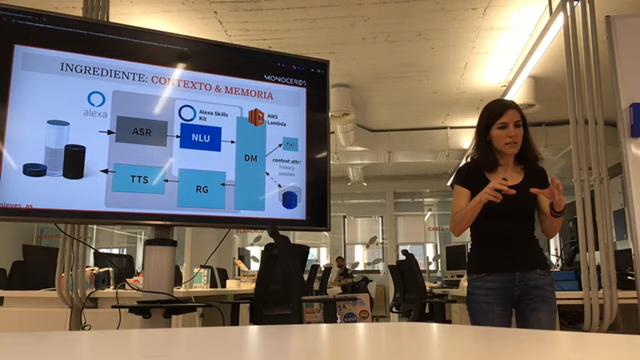 INGREDIENTE: CONTEXTO & MEMORIA
MONOCEROS
alexa
Alexa Skills
Kit
AWS
Lambda
ASR
NLU
DM
TTS
RG
context attr:
history
session